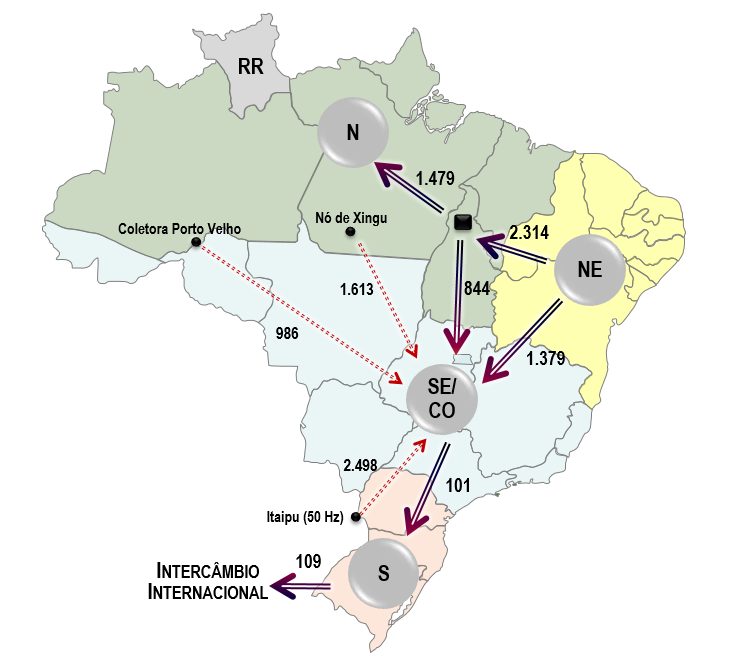 RR
N
1.479
Coletora Porto Velho
Nó de Xingu
2.314
NE
1.613
844
986
1.379
SE/
CO
2.498
101
Itaipu (50 Hz)
109
INTERCÂMBIO
INTERNACIONAL
S